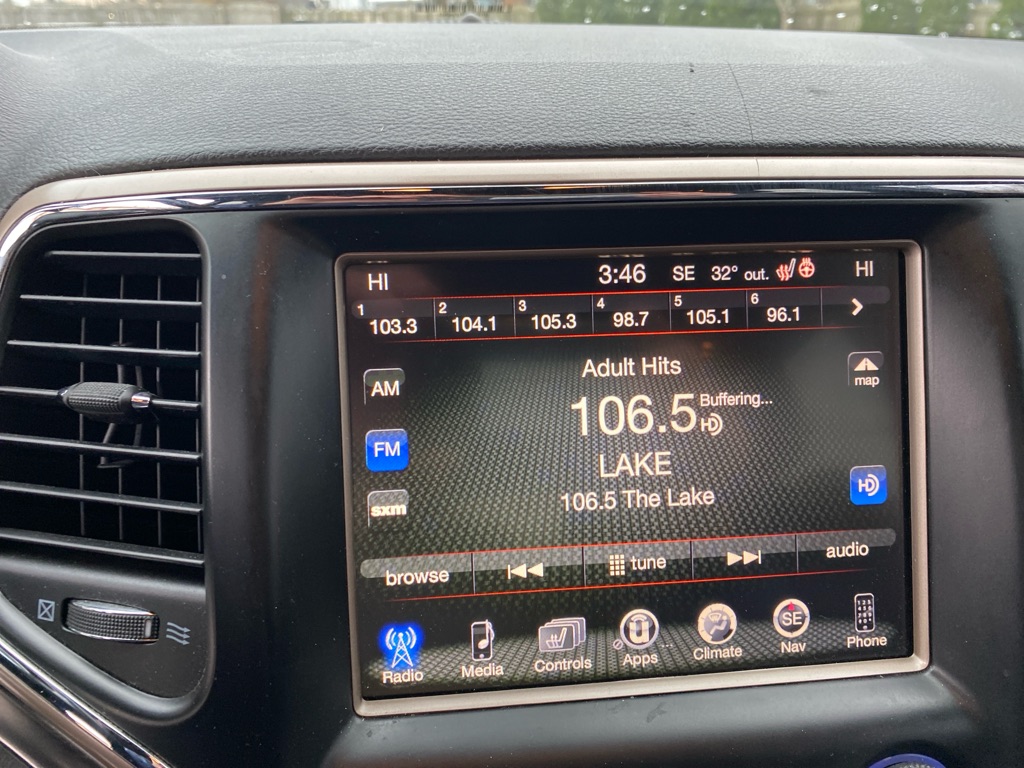 HI 3:46 SE 32° out. HI
1 103.3 2 104.1 3 105.3 4 98.7 5 105.1 6 96.1
Adult Hits
AM
map
106.5 Buffering...
HD
FM
LAKE
HD
sxm
106.5 The Lake
browse tune audio
SE
Radio Media Controls Apps Climate Nav Phone